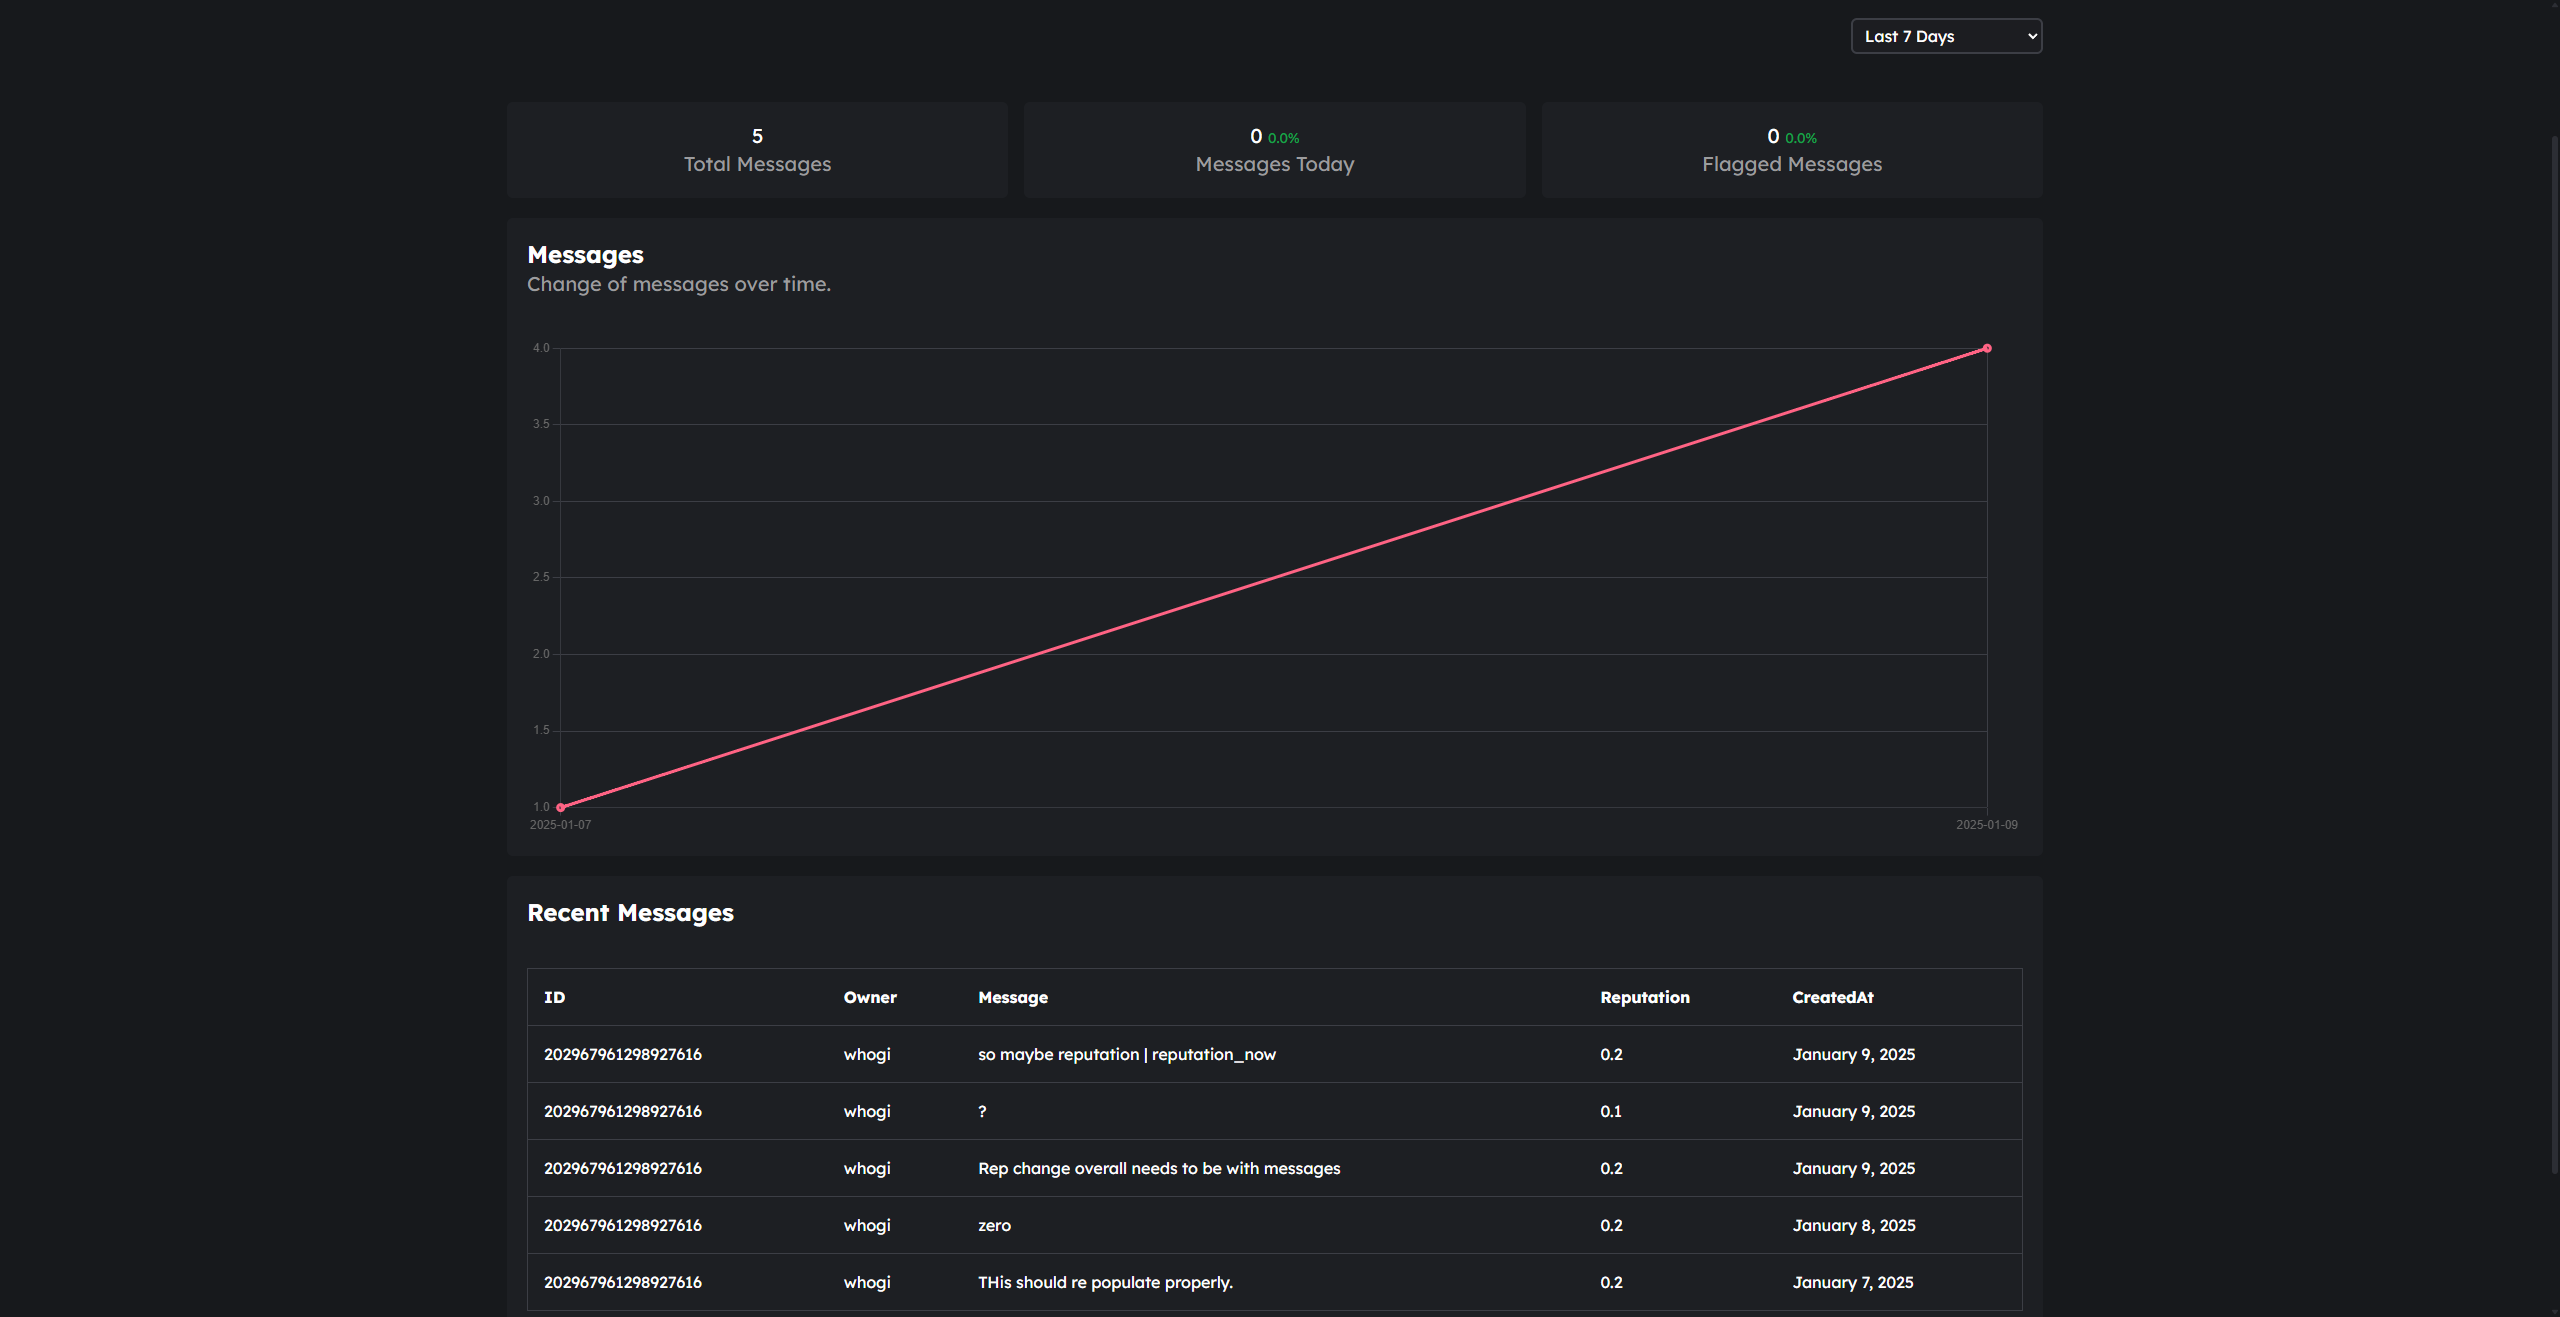 Last 7 Days
5
Total Messages
0 0.0%
Messages Today
0 0.0%
Flagged Messages
Messages
Change of messages over time.
4.0
3.5
3.0
2.5
2.0
1.5
1.0
2025-01-07 2025-01-09
Recent Messages
ID Owner Message Reputation CreatedAt
202967961298927616 whogi so maybe reputation | reputation_now 0.2 January 9, 2025
202967961298927616 whogi ? 0.1 January 9, 2025
202967961298927616 whogi Rep change overall needs to be with messages 0.2 January 9, 2025
202967961298927616 whogi zero 0.2 January 8, 2025
202967961298927616 whogi THis should re populate properly. 0.2 January 7, 2025